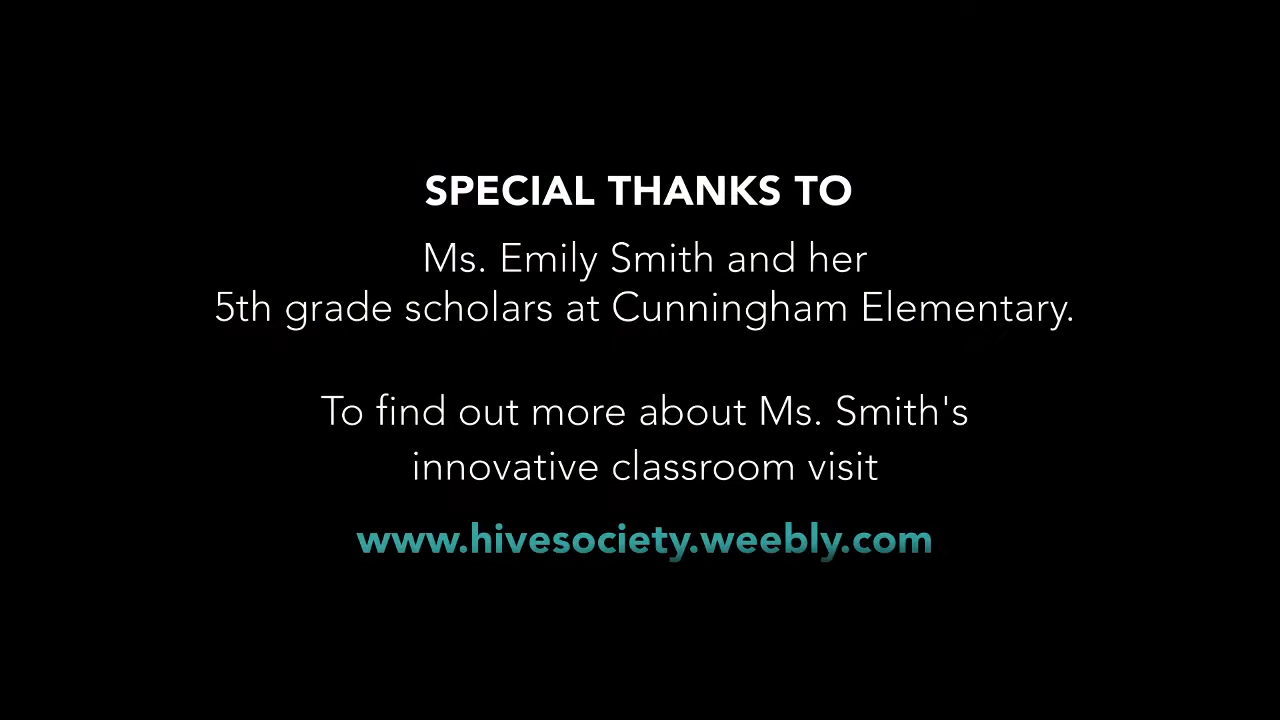 SPECIAL THANKS TO
Ms. Emily Smith and her
5th grade scholars at Cunningham Elementary.
To find out more about Ms. Smith's
innovative classroom visit
www.hivesociety.weebly.com